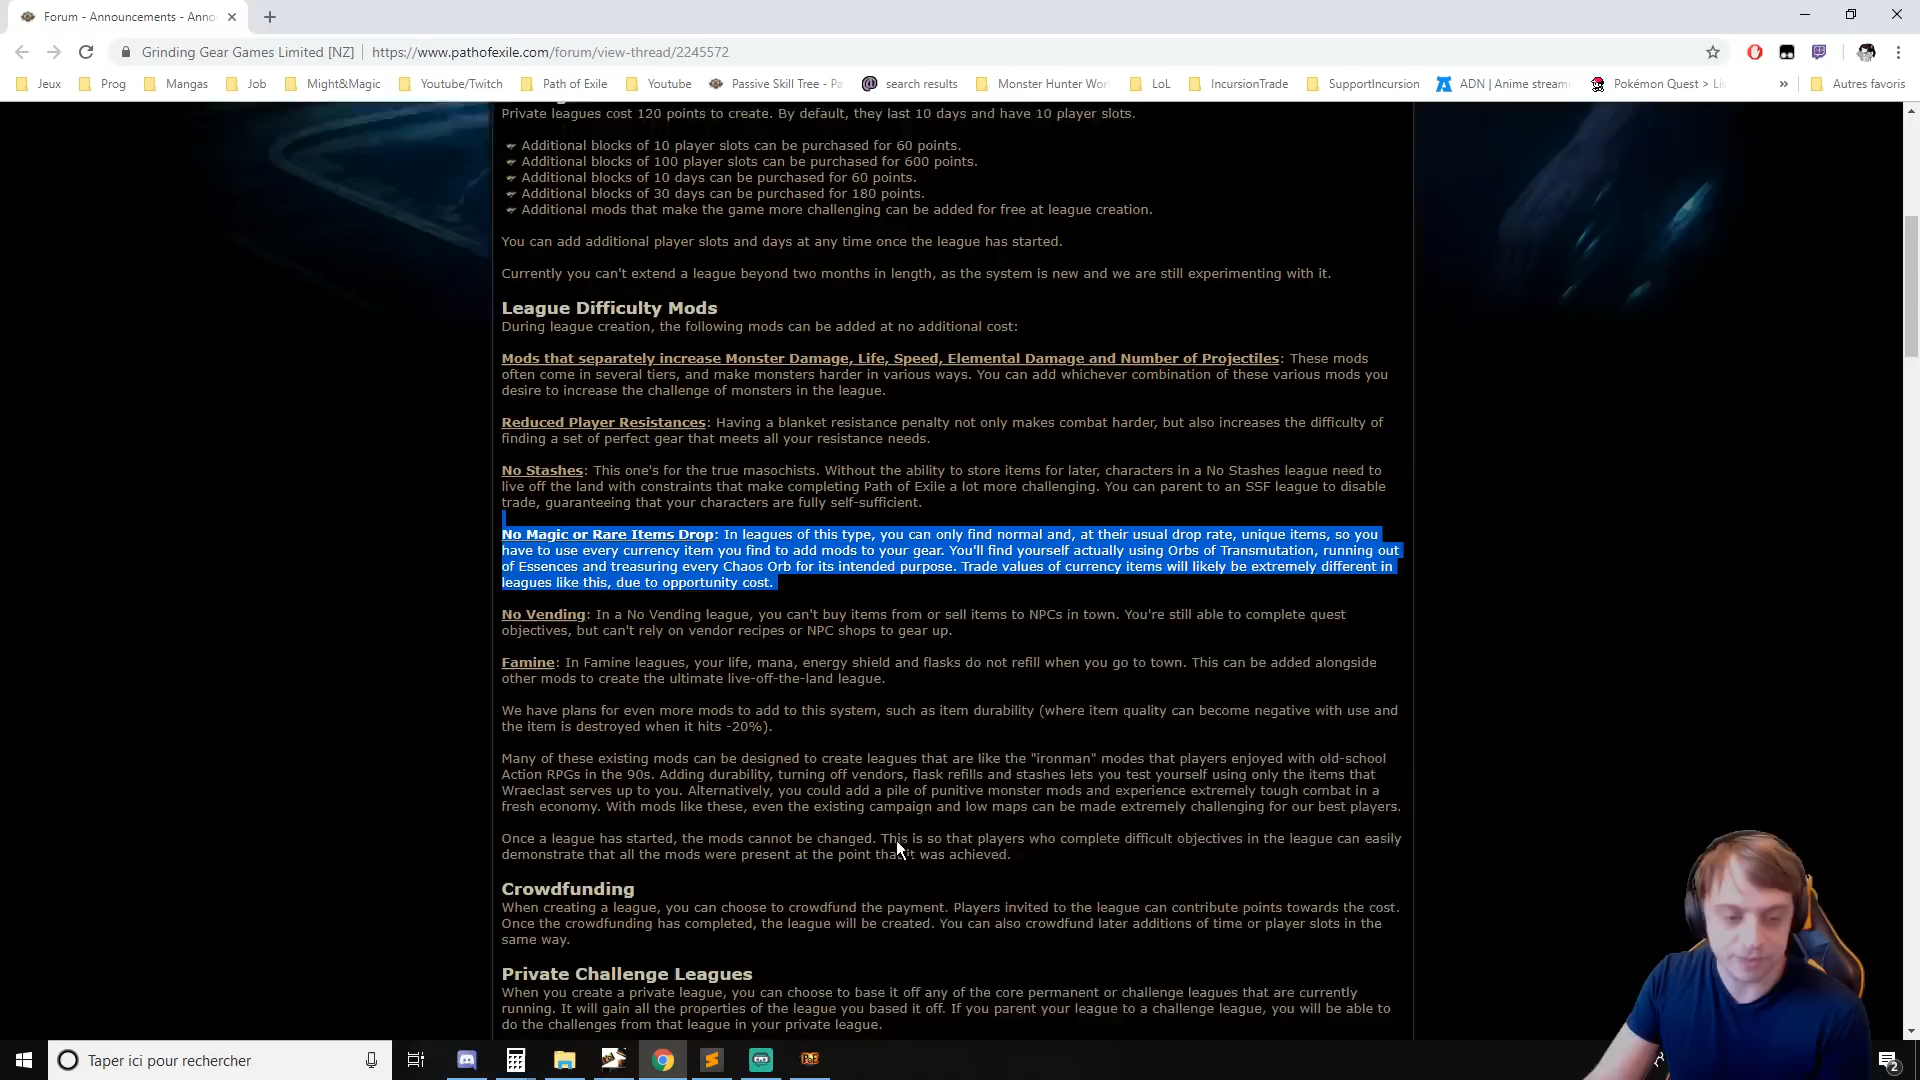 Forum - Announcements - Anno
Grinding Gear Games Limited [NZ] https://www.pathofexile.com/forum/view-thread/2245572
Jeux Prog Mangas Job Might&Magic Youtube/Twitch Path of Exile Youtube Passive Skill Tree - Pa search results Monster Hunter Wor LoL IncursionTrade SupportIncursion ADN | Anime stream Pokémon Quest > Lis » Autres favoris
Private leagues cost 120 points to create. By default, they last 10 days and have 10 player slots.
Additional blocks of 10 player slots can be purchased for 60 points.
Additional blocks of 100 player slots can be purchased for 600 points.
Additional blocks of 10 days can be purchased for 60 points.
Additional blocks of 30 days can be purchased for 180 points.
Additional mods that make the game more challenging can be added for free at league creation.
You can add additional player slots and days at any time once the league has started.
Currently you can't extend a league beyond two months in length, as the system is new and we are still experimenting with it.
League Difficulty Mods
During league creation, the following mods can be added at no additional cost:
Mods that separately increase Monster Damage, Life, Speed, Elemental Damage and Number of Projectiles: These mods
often come in several tiers, and make monsters harder in various ways. You can add whichever combination of these various mods you
desire to increase the challenge of monsters in the league.
Reduced Player Resistances: Having a blanket resistance penalty not only makes combat harder, but also increases the difficulty of
finding a set of perfect gear that meets all your resistance needs.
No Stashes: This one's for the true masochists. Without the ability to store items for later, characters in a No Stashes league need to
live off the land with constraints that make completing Path of Exile a lot more challenging. You can parent to an SSF league to disable
trade, guaranteeing that your characters are fully self-sufficient.
No Magic or Rare Items Drop: In leagues of this type, you can only find normal and, at their usual drop rate, unique items, so you
have to use every currency item you find to add mods to your gear. You'll find yourself actually using Orbs of Transmutation, running out
of Essences and treasuring every Chaos Orb for its intended purpose. Trade values of currency items will likely be extremely different in
leagues like this, due to opportunity cost.
No Vending: In a No Vending league, you can't buy items from or sell items to NPCs in town. You're still able to complete quest
objectives, but can't rely on vendor recipes or NPC shops to gear up.
Famine: In Famine leagues, your life, mana, energy shield and flasks do not refill when you go to town. This can be added alongside
other mods to create the ultimate live-off-the-land league.
We have plans for even more mods to add to this system, such as item durability (where item quality can become negative with use and
the item is destroyed when it hits -20%).
Many of these existing mods can be designed to create leagues that are like the "ironman" modes that players enjoyed with old-school
Action RPGs in the 90s. Adding durability, turning off vendors, flask refills and stashes lets you test yourself using only the items that
Wraeclast serves up to you. Alternatively, you could add a pile of punitive monster mods and experience extremely tough combat in a
fresh economy. With mods like these, even the existing campaign and low maps can be made extremely challenging for our best players.
Once a league has started, the mods cannot be changed. This is so that players who complete difficult objectives in the league can easily
demonstrate that all the mods were present at the point that it was achieved.
Crowdfunding
When creating a league, you can choose to crowdfund the payment. Players invited to the league can contribute points towards the cost.
Once the crowdfunding has completed, the league will be created. You can also crowdfund later additions of time or player slots in the
same way.
Private Challenge Leagues
When you create a private league, you can choose to base it off any of the core permanent or challenge leagues that are currently
running. It will gain all the properties of the league you based it off. If you parent your league to a challenge league, you will be able to
do the challenges from that league in your private league.
Taper ici pour rechercher
2